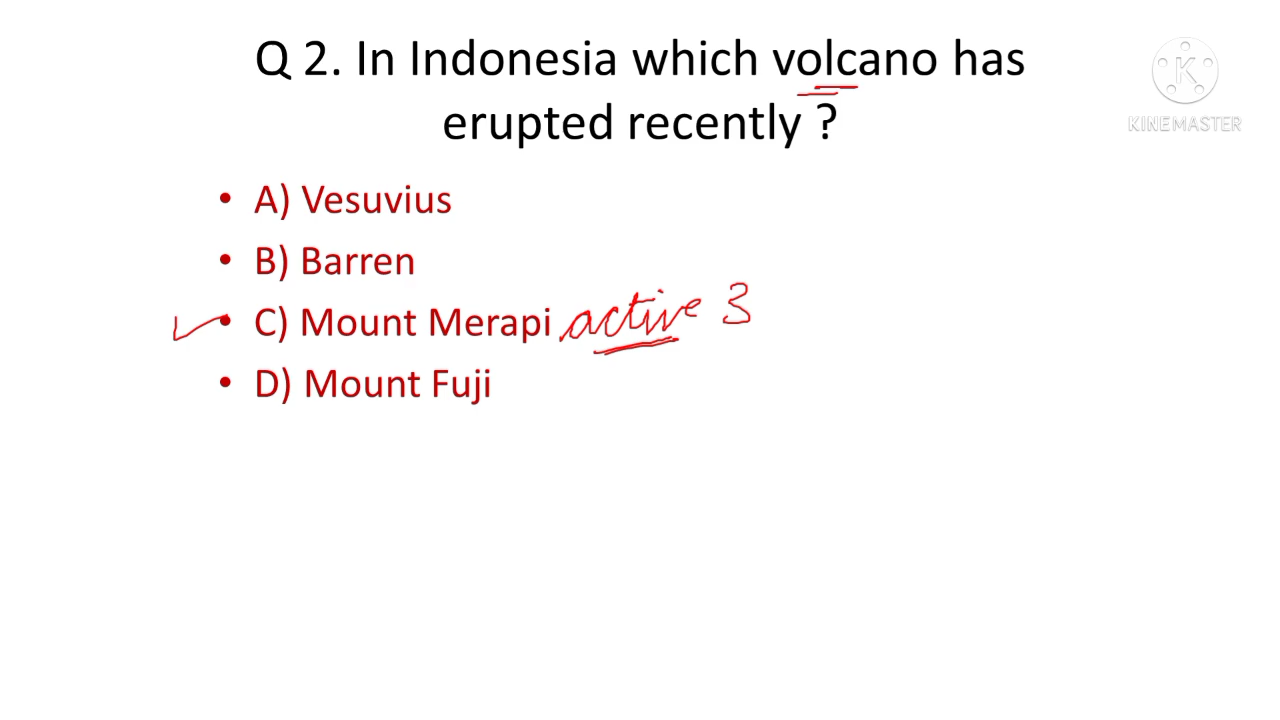 Q 2. In Indonesia which volcano has
erupted recently ?
KINEMASTER
• A) Vesuvius
• B) Barren
• C) Mount Merapi active 3
• D) Mount Fuji